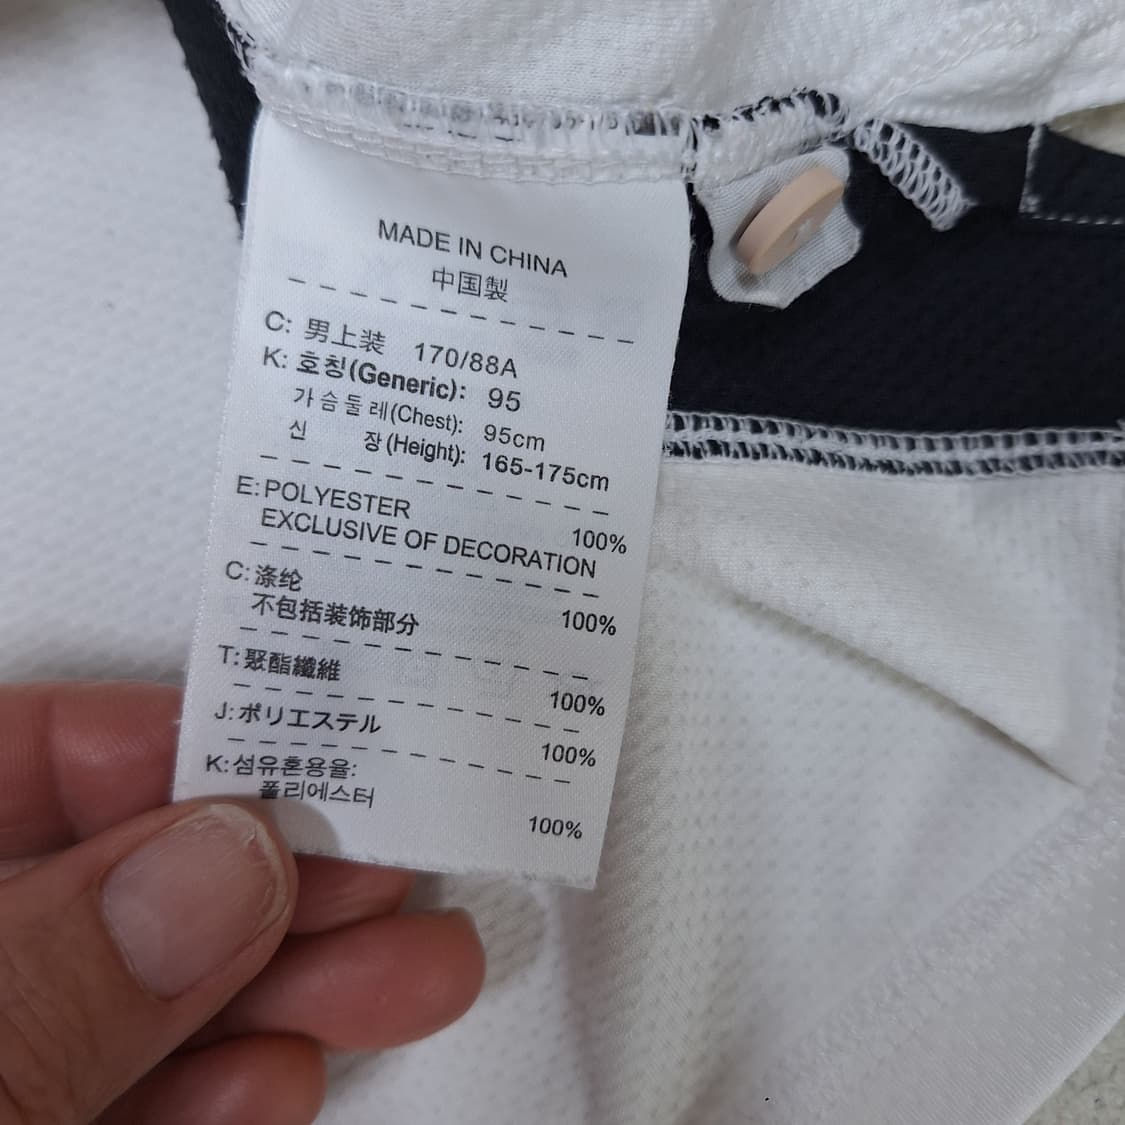 MADE IN CHINA
中国製
C: 男上装 170/88A
K: 호칭(Generic): 95
가슴둘레(Chest): 95cm
신 장(Height): 165-175cm
E:POLYESTER 100%
EXCLUSIVE OF DECORATION
C:涤纶 100%
不包括装饰部分
T:聚酯纖維 100%
J:ポリエステル 100%
K:섬유혼용율:
폴리에스터 100%